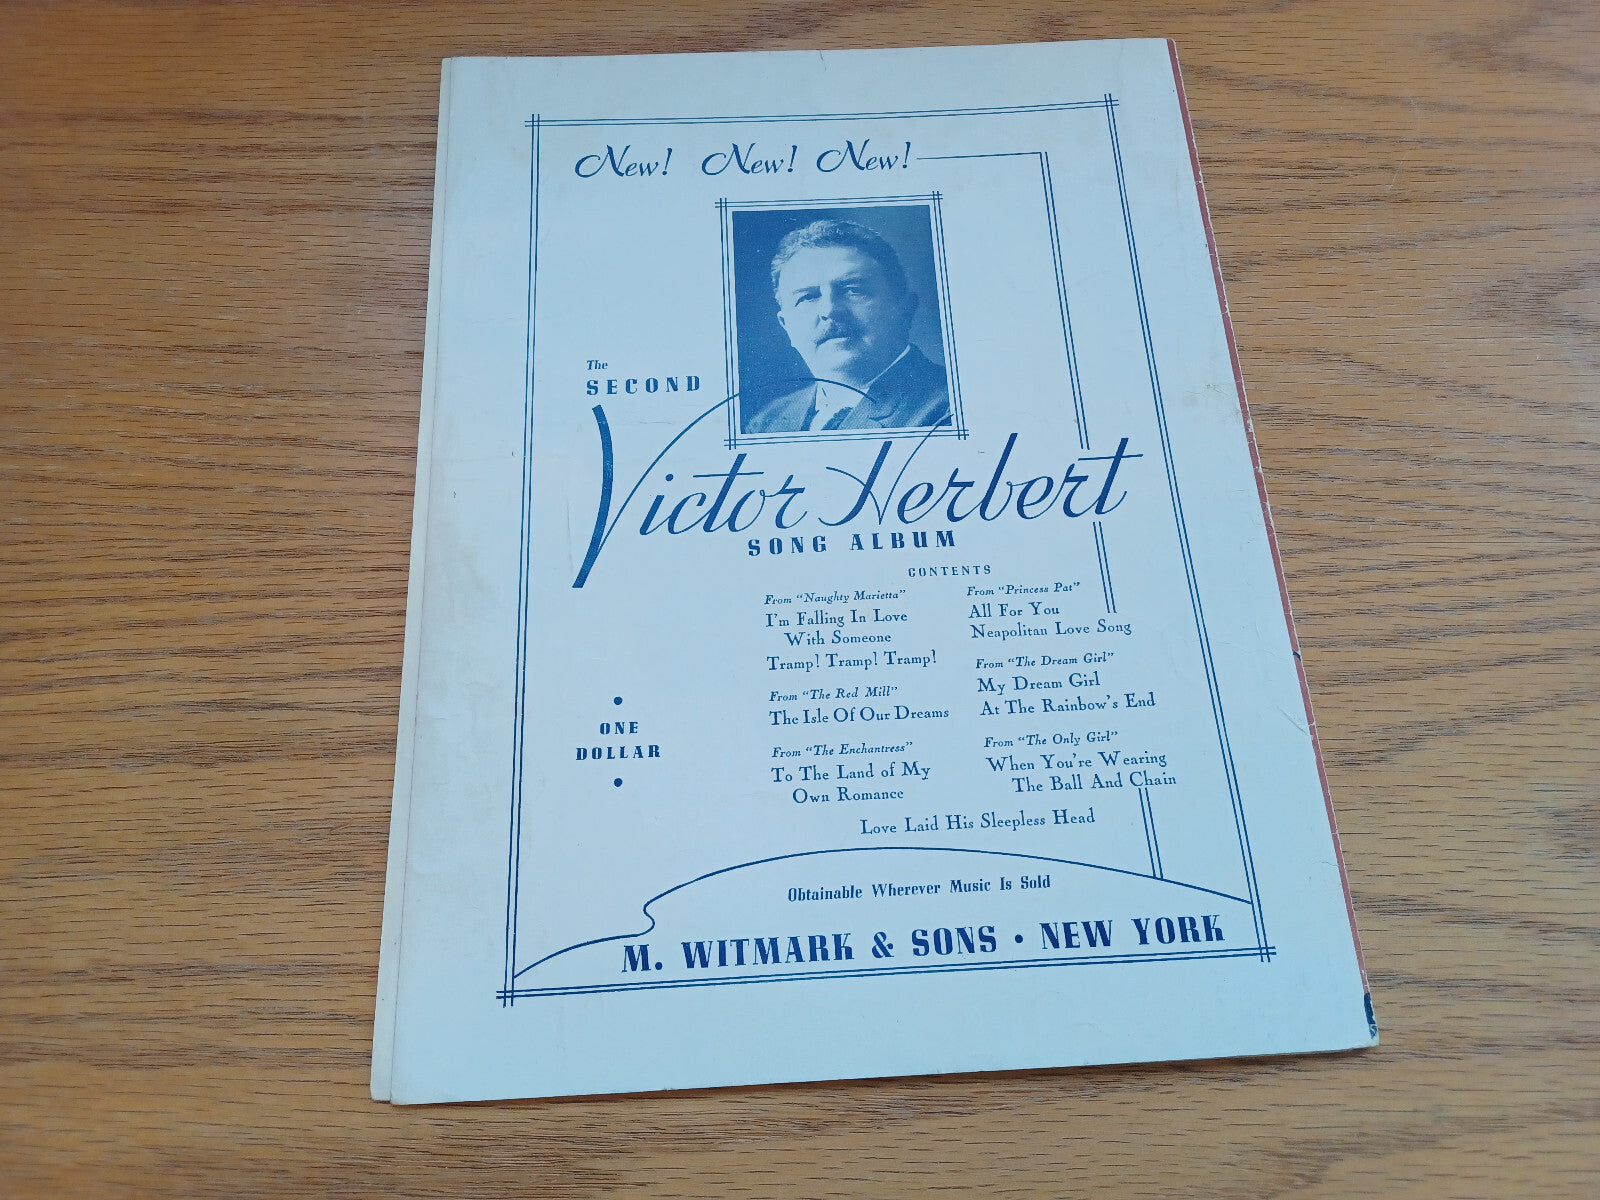 New! New! New!
The
SECOND
Victor Herbert
SONG ALBUM
CONTENTS
From "Naughty Marietta"
I'm Falling In Love
With Someone
Tramp! Tramp! Tramp!
From "The Red Mill"
The Isle Of Our Dreams
From "The Enchantress"
To The Land of My
Own Romance
From "Princess Pat"
All For You
Neapolitan Love Song
From "The Dream Girl"
My Dream Girl
At The Rainbow's End
From "The Only Girl"
When You're Wearing
The Ball And Chain
Love Laid His Sleepless Head
• ONE
DOLLAR •
Obtainable Wherever Music Is Sold
M. WITMARK & SONS • NEW YORK